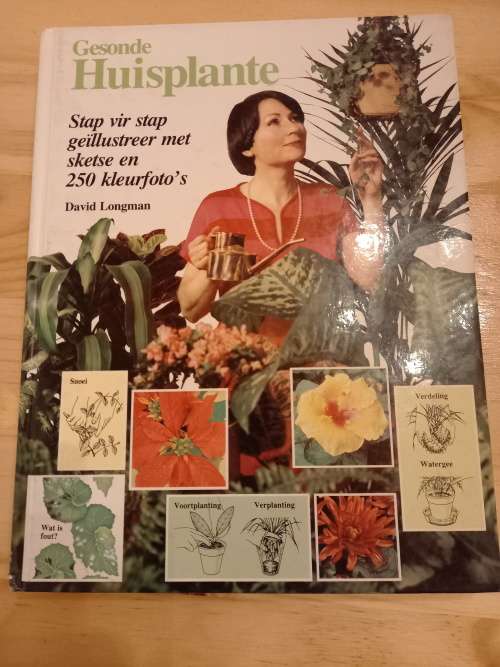 Gesonde
Huisplante
Stap vir stap
geïllustreer met
sketse en
250 kleurfoto's
David Longman
Snoei
Verdeling
Watergee
Voortplanting
Verplanting
Wat is
fout?